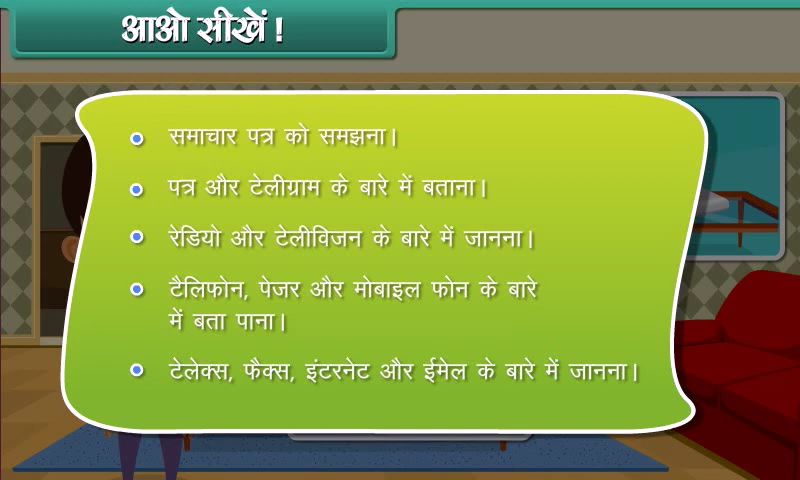 आओ सीखें !
समाचार पत्र को समझना।
पत्र और टेलीग्राम के बारे में बताना।
रेडियो और टेलीविजन के बारे में जानना।
टैलिफोन, पेजर और मोबाइल फोन के बारे
में बता पाना।
टेलेक्स, फैक्स, इंटरनेट और ईमेल के बारे में जानना।